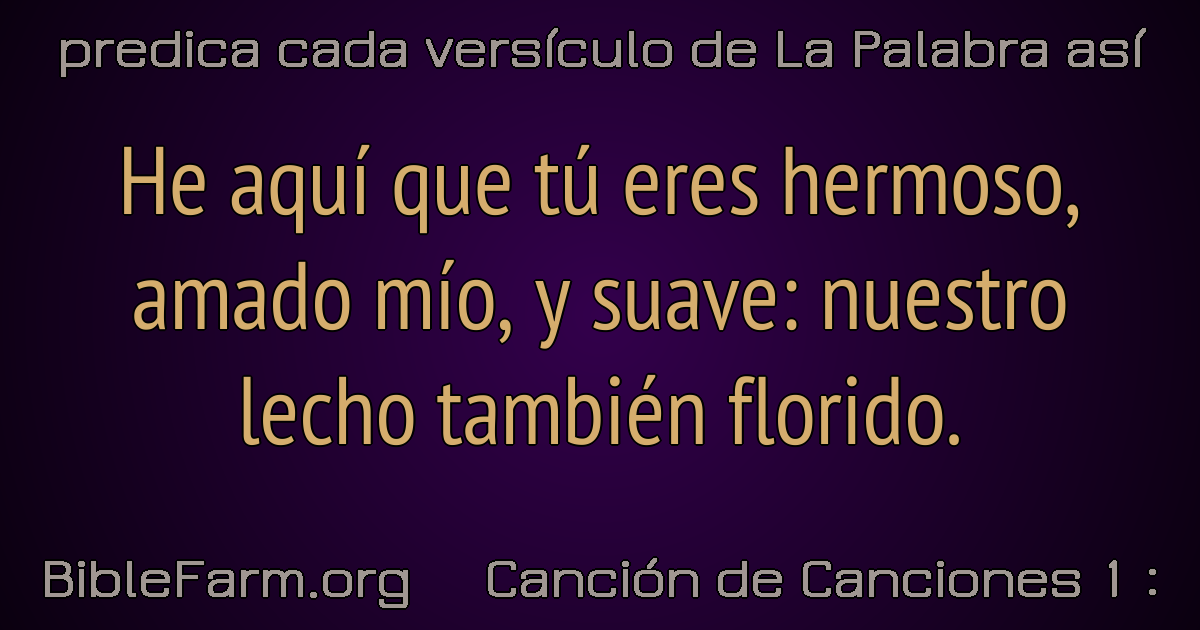 predica cada versículo de La Palabra así
He aquí que tú eres hermoso,
amado mío, y suave: nuestro
lecho también florido.
BibleFarm.org Canción de Canciones 1 :